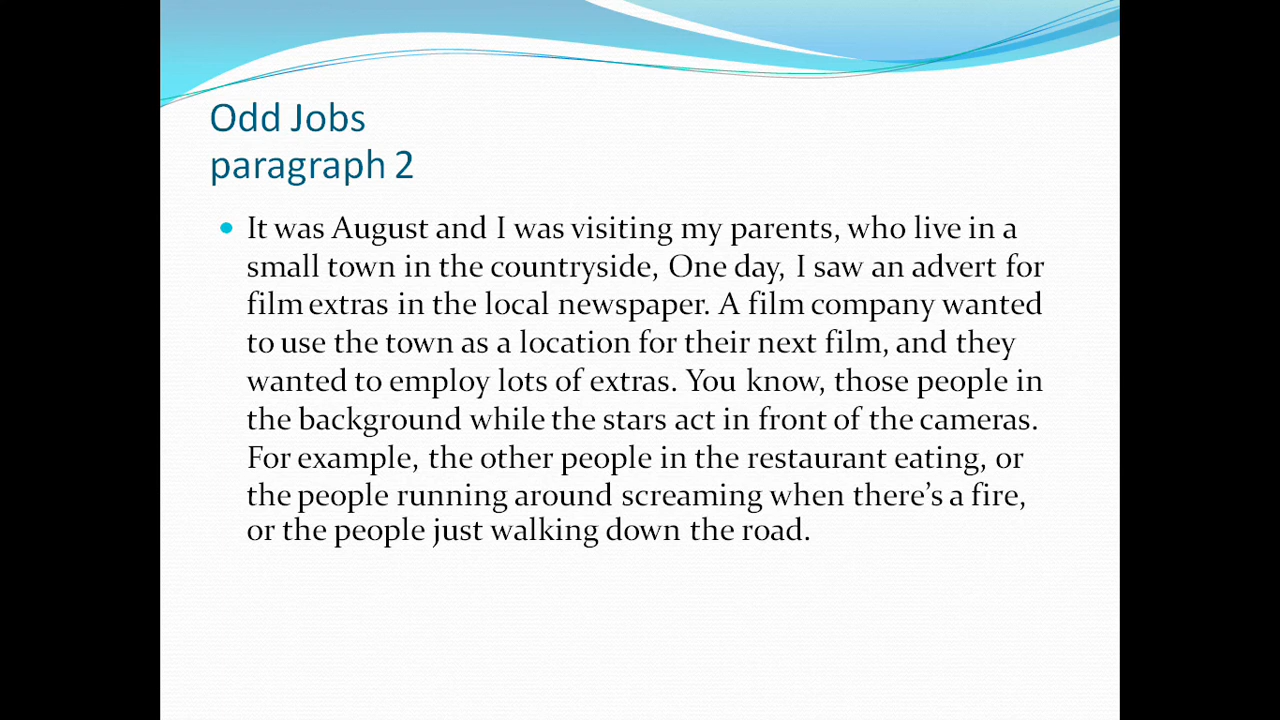 Odd Jobs
paragraph 2
It was August and I was visiting my parents, who live in a
small town in the countryside, One day, I saw an advert for
film extras in the local newspaper. A film company wanted
to use the town as a location for their next film, and they
wanted to employ lots of extras. You know, those people in
the background while the stars act in front of the cameras.
For example, the other people in the restaurant eating, or
the people running around screaming when there's a fire,
or the people just walking down the road.